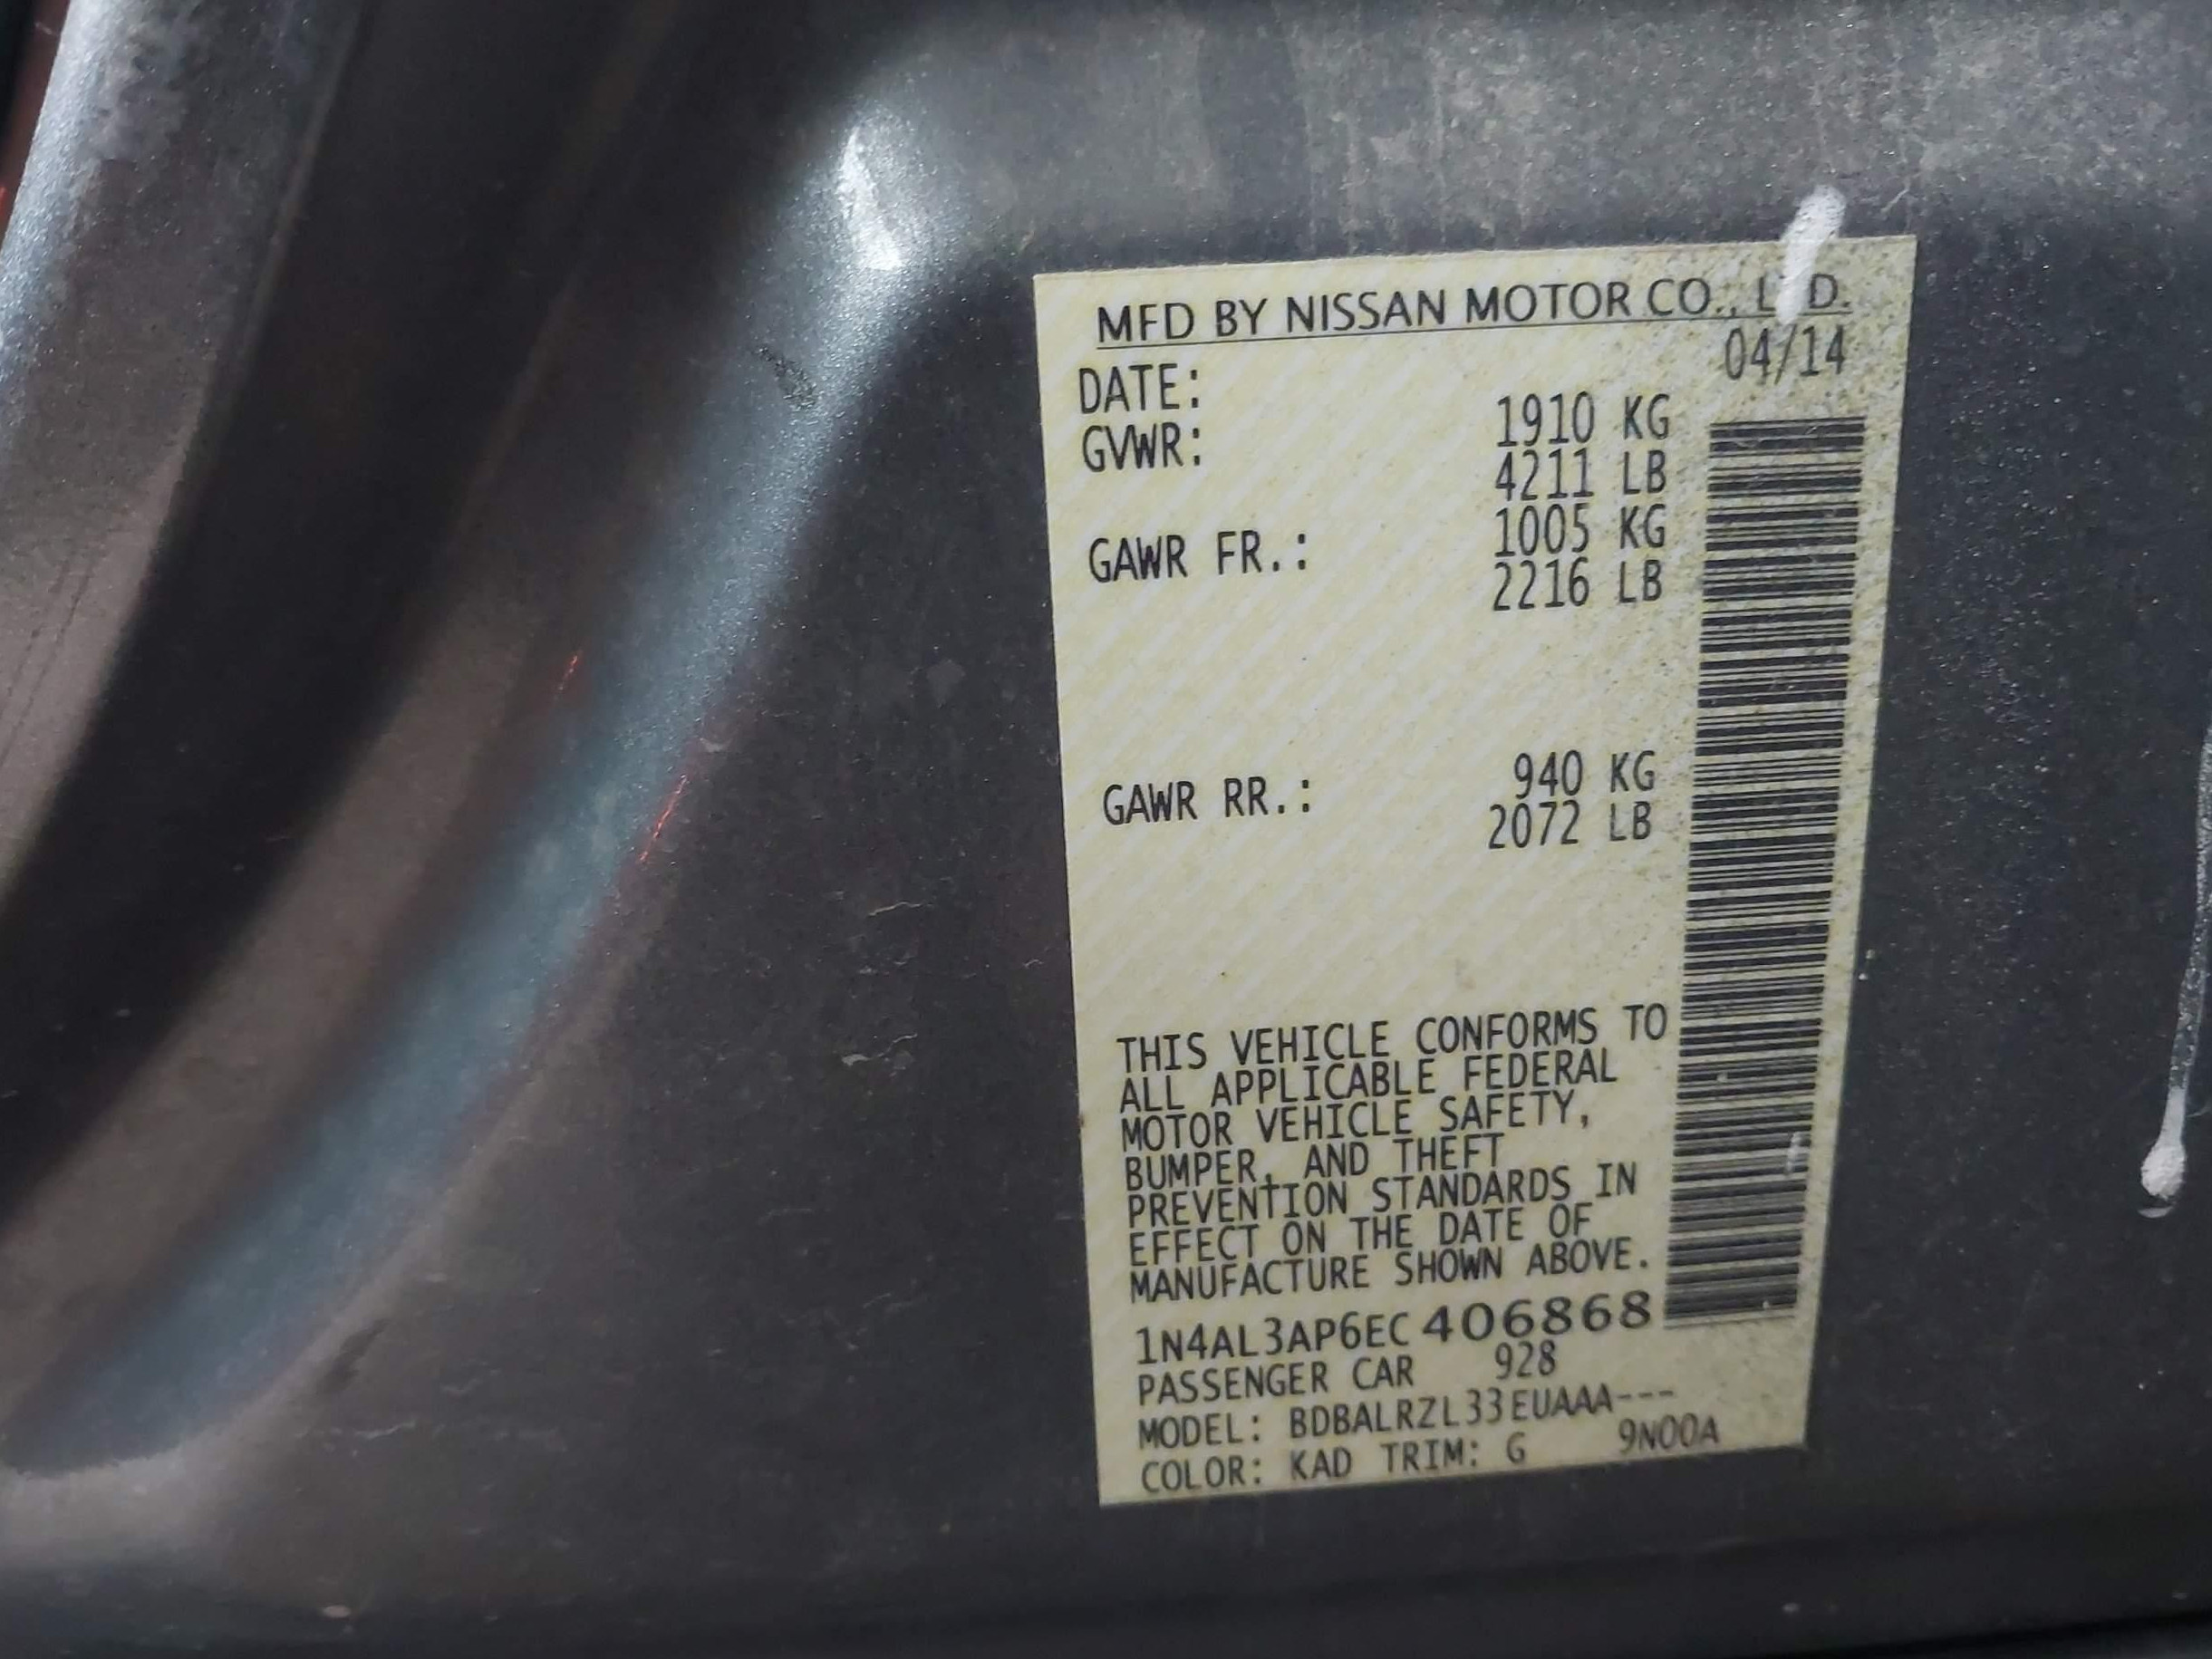 MFD BY NISSAN MOTOR CO., L D.
DATE: 04/14
GVWR: 1910 KG
4211 LB
GAWR FR.: 1005 KG
2216 LB
GAWR RR.: 940 KG
2072 LB
THIS VEHICLE CONFORMS TO
ALL APPLICABLE FEDERAL
MOTOR VEHICLE SAFETY,
BUMPER, AND THEFT
PREVENTION STANDARDS IN
EFFECT ON THE DATE OF
MANUFACTURE SHOWN ABOVE.
1N4AL3AP6EC406868
PASSENGER CAR 928
MODEL: BDBALRZL33EUAAA---
COLOR: KAD TRIM: G 9N00A